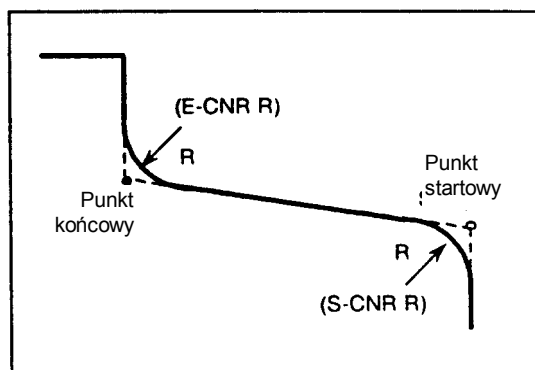 (E-CNR R)
R
Punkt
końcowy
Punkt
startowy
R
(S-CNR R)